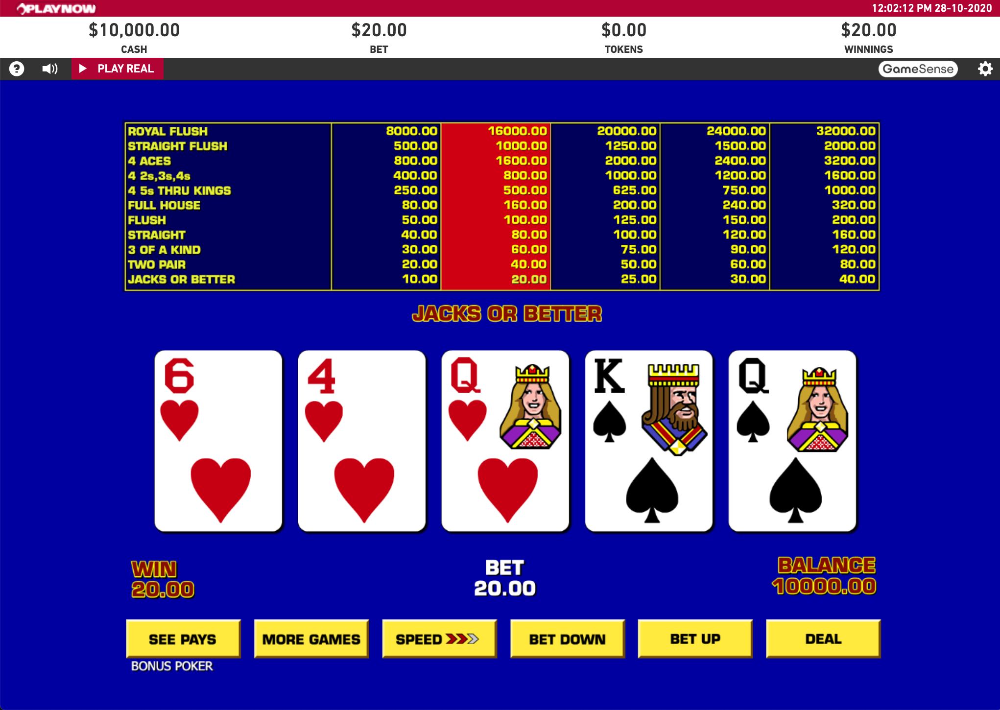 PLAYNOW 12:02:12 PM 28-10-2020
$10,000.00 $20.00 $0.00 $20.00
CASH BET TOKENS WINNINGS
? PLAY REAL GameSense
ROYAL FLUSH 8000.00 16000.00 20000.00 24000.00 32000.00
STRAIGHT FLUSH 500.00 1000.00 1250.00 1500.00 2000.00
4 ACES 800.00 1600.00 2000.00 2400.00 3200.00
4 2s,3s,4s 400.00 800.00 1000.00 1200.00 1600.00
4 5s THRU KINGS 250.00 500.00 625.00 750.00 1000.00
FULL HOUSE 80.00 160.00 200.00 240.00 320.00
FLUSH 50.00 100.00 125.00 150.00 200.00
STRAIGHT 40.00 80.00 100.00 120.00 160.00
3 OF A KIND 30.00 60.00 75.00 90.00 120.00
TWO PAIR 20.00 40.00 50.00 60.00 80.00
JACKS OR BETTER 10.00 20.00 25.00 30.00 40.00
JACKS OR BETTER
6 4 Q K Q
WIN BET BALANCE
20.00 20.00 10000.00
SEE PAYS MORE GAMES SPEED BET DOWN BET UP DEAL
BONUS POKER